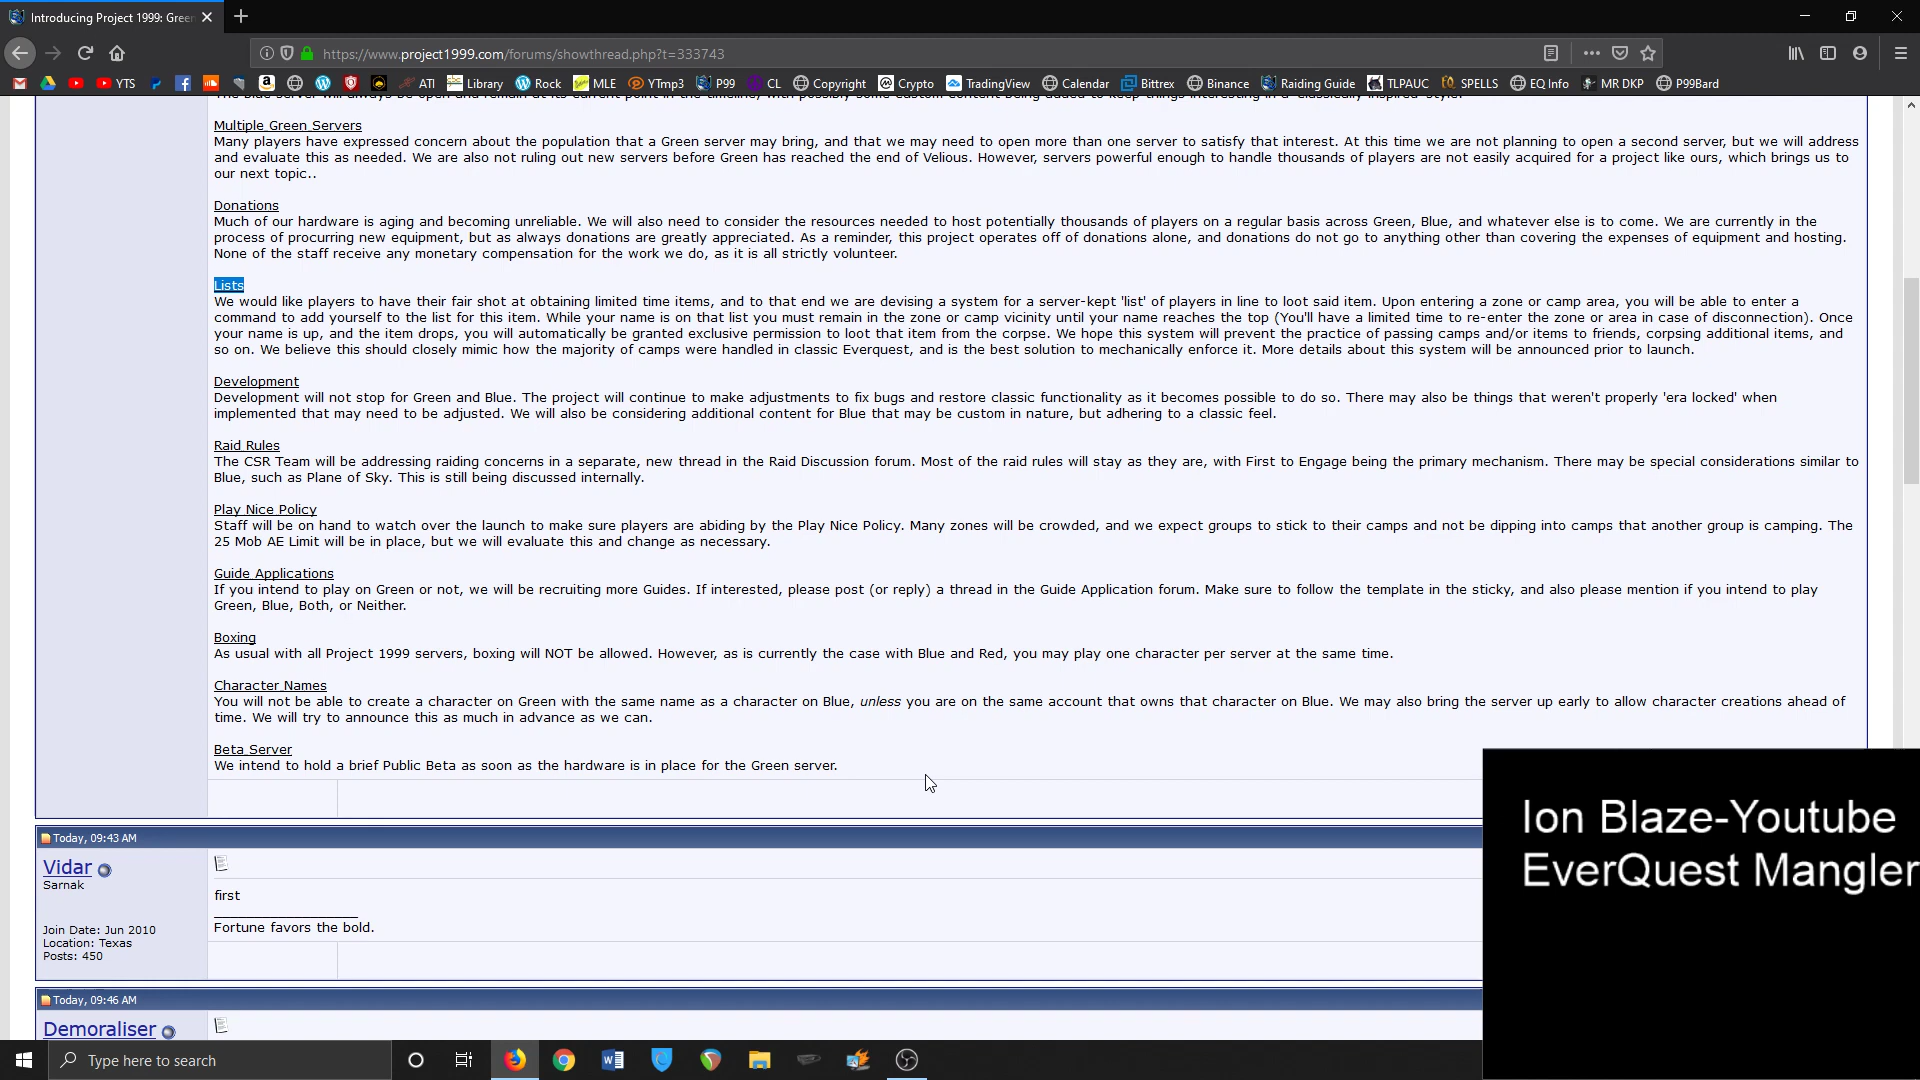 Introducing Project 1999: Green
https://www.project1999.com/forums/showthread.php?t=333743
YTS
ATI
Library
Rock
MLE
YTmp3
P99
CL
Copyright
Crypto
TradingView
Calendar
Bittrex
Binance
Raiding Guide
TLPAUC
SPELLS
EQ Info
MR DKP
P99Bard
The Blue server will always be open and remain at its current point in the timeline, with possibly some custom content being added to keep things interesting in a 'classically inspired' style.
Multiple Green Servers
Many players have expressed concern about the population that a Green server may bring, and that we may need to open more than one server to satisfy that interest. At this time we are not planning to open a second server, but we will address
and evaluate this as needed. We are also not ruling out new servers before Green has reached the end of Velious. However, servers powerful enough to handle thousands of players are not easily acquired for a project like ours, which brings us to
our next topic..
Donations
Much of our hardware is aging and becoming unreliable. We will also need to consider the resources needed to host potentially thousands of players on a regular basis across Green, Blue, and whatever else is to come. We are currently in the
process of procurring new equipment, but as always donations are greatly appreciated. As a reminder, this project operates off of donations alone, and donations do not go to anything other than covering the expenses of equipment and hosting.
None of the staff receive any monetary compensation for the work we do, as it is all strictly volunteer.
Lists
We would like players to have their fair shot at obtaining limited time items, and to that end we are devising a system for a server-kept 'list' of players in line to loot said item. Upon entering a zone or camp area, you will be able to enter a
command to add yourself to the list for this item. While your name is on that list you must remain in the zone or camp vicinity until your name reaches the top (You'll have a limited time to re-enter the zone or area in case of disconnection). Once
your name is up, and the item drops, you will automatically be granted exclusive permission to loot that item from the corpse. We hope this system will prevent the practice of passing camps and/or items to friends, corpsing additional items, and
so on. We believe this should closely mimic how the majority of camps were handled in classic Everquest, and is the best solution to mechanically enforce it. More details about this system will be announced prior to launch.
Development
Development will not stop for Green and Blue. The project will continue to make adjustments to fix bugs and restore classic functionality as it becomes possible to do so. There may also be things that weren't properly 'era locked' when
implemented that may need to be adjusted. We will also be considering additional content for Blue that may be custom in nature, but adhering to a classic feel.
Raid Rules
The CSR Team will be addressing raiding concerns in a separate, new thread in the Raid Discussion forum. Most of the raid rules will stay as they are, with First to Engage being the primary mechanism. There may be special considerations similar to
Blue, such as Plane of Sky. This is still being discussed internally.
Play Nice Policy
Staff will be on hand to watch over the launch to make sure players are abiding by the Play Nice Policy. Many zones will be crowded, and we expect groups to stick to their camps and not be dipping into camps that another group is camping. The
25 Mob AE Limit will be in place, but we will evaluate this and change as necessary.
Guide Applications
If you intend to play on Green or not, we will be recruiting more Guides. If interested, please post (or reply) a thread in the Guide Application forum. Make sure to follow the template in the sticky, and also please mention if you intend to play
Green, Blue, Both, or Neither.
Boxing
As usual with all Project 1999 servers, boxing will NOT be allowed. However, as is currently the case with Blue and Red, you may play one character per server at the same time.
Character Names
You will not be able to create a character on Green with the same name as a character on Blue, unless you are on the same account that owns that character on Blue. We may also bring the server up early to allow character creations ahead of
time. We will try to announce this as much in advance as we can.
Beta Server
We intend to hold a brief Public Beta as soon as the hardware is in place for the Green server.
Today, 09:43 AM
Vidar
Sarnak
Join Date: Jun 2010
Location: Texas
Posts: 450
first
Fortune favors the bold.
Today, 09:46 AM
Demoraliser
Ion Blaze-Youtube
EverQuest Mangler
Type here to search